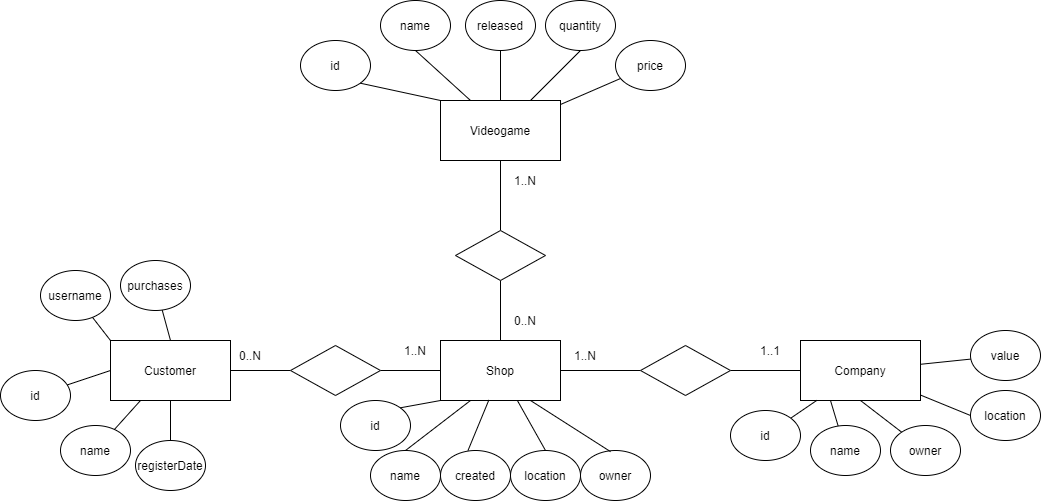 name
released
quantity
id
price
Videogame
1..N
username
purchases
0..N
0..N
1..N
1..N
1..1
value
Customer
Shop
Company
id
id
location
name
registerDate
name
created
location
owner
id
name
owner